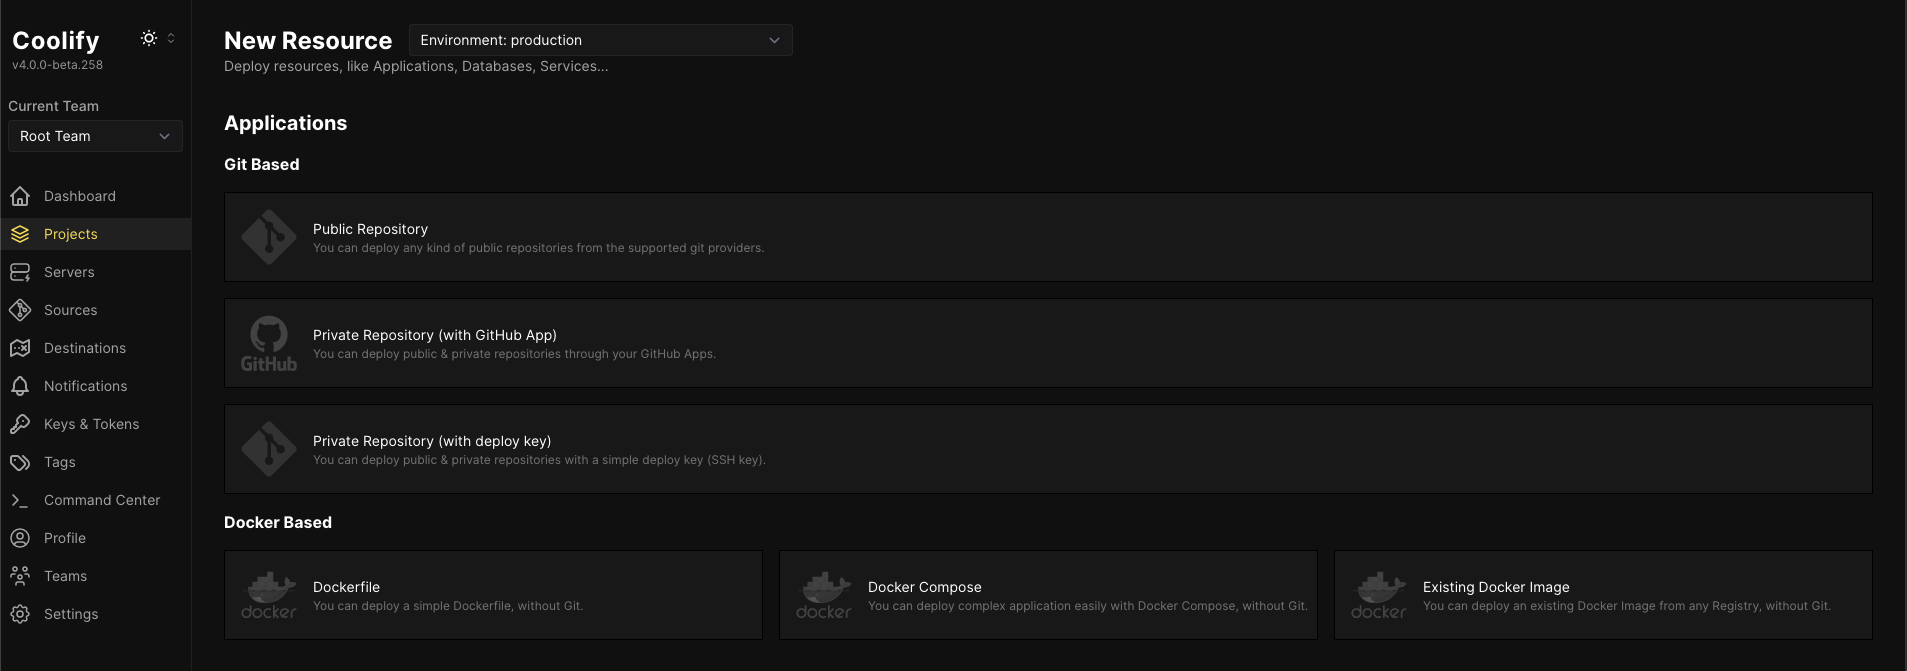 Coolify
v4.0.0-beta.258
Current Team
Root Team
Dashboard
Projects
Servers
Sources
Destinations
Notifications
Keys & Tokens
Tags
Command Center
Profile
Teams
Settings
New Resource
Environment: production
Deploy resources, like Applications, Databases, Services...
Applications
Git Based
Public Repository
You can deploy any kind of public repositories from the supported git providers.
GitHub
Private Repository (with GitHub App)
You can deploy public & private repositories through your GitHub Apps.
Private Repository (with deploy key)
You can deploy public & private repositories with a simple deploy key (SSH key).
Docker Based
docker
Dockerfile
You can deploy a simple Dockerfile, without Git.
docker
Docker Compose
You can deploy complex application easily with Docker Compose, without Git.
docker
Existing Docker Image
You can deploy an existing Docker Image from any Registry, without Git.